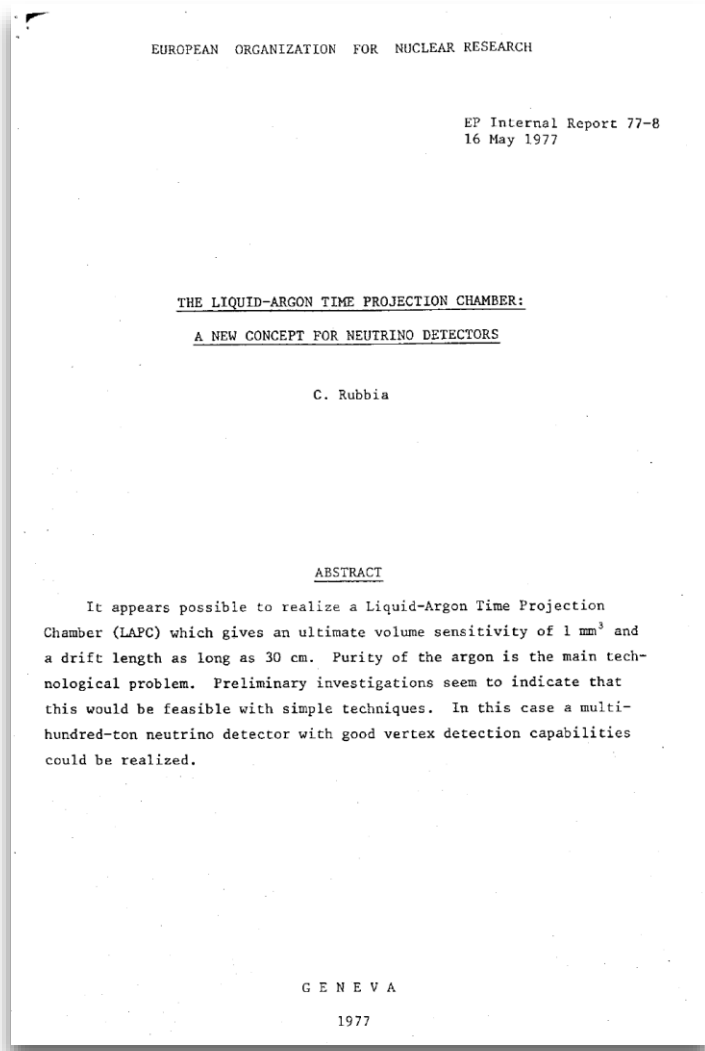 EUROPEAN ORGANIZATION FOR NUCLEAR RESEARCH
EP Internal Report 77-8
16 May 1977
THE LIQUID-ARGON TIME PROJECTION CHAMBER:
A NEW CONCEPT FOR NEUTRINO DETECTORS
C. Rubbia
ABSTRACT
It appears possible to realize a Liquid-Argon Time Projection
Chamber (LAPC) which gives an ultimate volume sensitivity of 1 mm³ and
a drift length as long as 30 cm. Purity of the argon is the main tech-
nological problem. Preliminary investigations seem to indicate that
this would be feasible with simple techniques. In this case a multi-
hundred-ton neutrino detector with good vertex detection capabilities
could be realized.
G E N E V A
1977